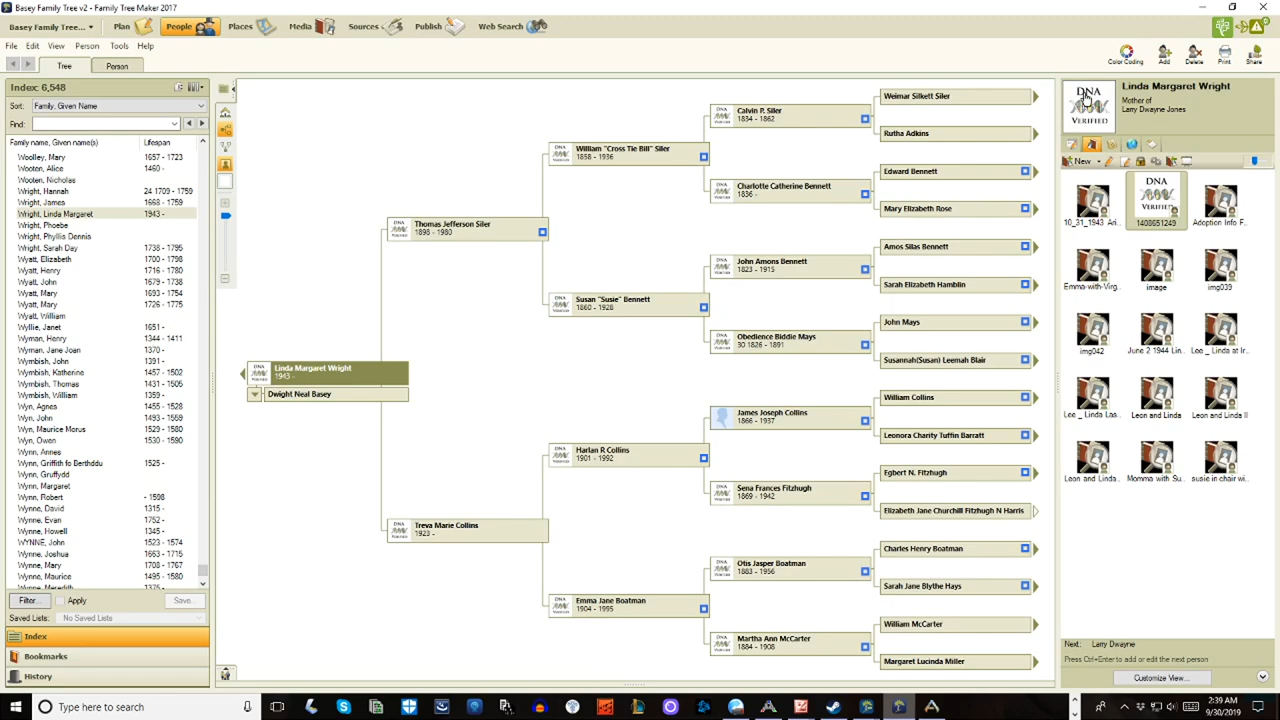 Basey Family Tree v2 - Family Tree Maker 2017
Basey Family Tree... Plan People Places Media Sources Publish Web Search
File Edit View Person Tools Help
Color Coding Add Delete Print Share
Tree Person
Index: 6,548
Sort: Family, Given Name
Find:
Family name, Given name(s) Lifespan
Woolley, Mary 1657 - 1723
Wooten, Alice 1460 -
Wooten, Nicholas
Wright, Hannah 24 1709 - 1759
Wright, James 1668 - 1759
Wright, Linda Margaret 1943 -
Wright, Phoebe
Wright, Phyllis Dennis
Wright, Sarah Day 1738 - 1795
Wyatt, Elizabeth 1700 - 1798
Wyatt, Henry 1716 - 1780
Wyatt, John 1679 - 1738
Wyatt, Mary 1693 - 1754
Wyatt, Mary 1726 - 1775
Wyatt, William
Wyllie, Janet 1651 -
Wyman, Henry 1344 - 1411
Wyman, Jane Joan 1370 -
Wymbish, John 1391 -
Wymbish, Katherine 1457 - 1502
Wymbish, Thomas 1431 - 1505
Wymbish, William
Wyn, Agnes 1455 - 1528
Wyn, John 1493 - 1559
Wyn, Maurice Morus 1529 - 1580
Wyn, Owen 1530 - 1590
Wynn, Annes
Wynn, Griffith fo Berthddu 1525 -
Wynn, Gruffydd
Wynn, Margaret
Wynn, Robert - 1598
Wynne, David 1315 -
Wynne, Evan 1752 -
Wynne, Howell 1345 -
WYNNE, John 1523 - 1574
Wynne, Joshua 1663 - 1715
Wynne, Mary 1708 - 1767
Wynne, Maurice 1495 - 1580
Wynne, Meredith 1375 -
Filter... Apply Save...
Saved Lists: No Saved Lists
Index
Bookmarks
History
Linda Margaret Wright
1943 -
Dwight Neal Basey
Thomas Jefferson Siler
1898 - 1980
Treva Marie Collins
1923 -
William "Cross Tie Bill" Siler
1858 - 1936
Susan "Susie" Bennett
1860 - 1928
Harlan R Collins
1901 - 1992
Emma Jane Boatman
1904 - 1995
Calvin P. Siler
1834 - 1862
Charlotte Catherine Bennett
1836 -
John Amons Bennett
1823 - 1915
Obedience Biddie Mays
30 1826 - 1891
James Joseph Collins
1866 - 1937
Sena Frances Fitzhugh
1869 - 1942
Otis Jasper Boatman
1883 - 1956
Martha Ann McCarter
1884 - 1908
Weimar Silkett Siler
Rutha Adkins
Edward Bennett
Mary Elizabeth Rose
Amos Silas Bennett
Sarah Elizabeth Hamblin
John Mays
Susannah(Susan) Leemah Blair
William Collins
Leonora Charity Tuffin Barratt
Egbert N. Fitzhugh
Elizabeth Jane Churchill Fitzhugh N Harris
Charles Henry Boatman
Sarah Jane Blythe Hays
William McCarter
Margaret Lucinda Miller
DNA
VERIFIED
Linda Margaret Wright
Mother of
Larry Dwayne Jones
New
DNA
VERIFIED
10_31_1943 Ari... 1408651249 Adoption Info F...
Emma-with-Virg... image img039
img042 June 2 1944 Lin... Lee _ Linda at Ir...
Lee _ Linda Las... Leon and Linda Leon and Linda II
Leon and Linda... Momma with Su... susie in chair wi...
Next: Larry Dwayne
Press Ctrl+Enter to add or edit the next person
Customize View...
Type here to search
2:39 AM
9/30/2019